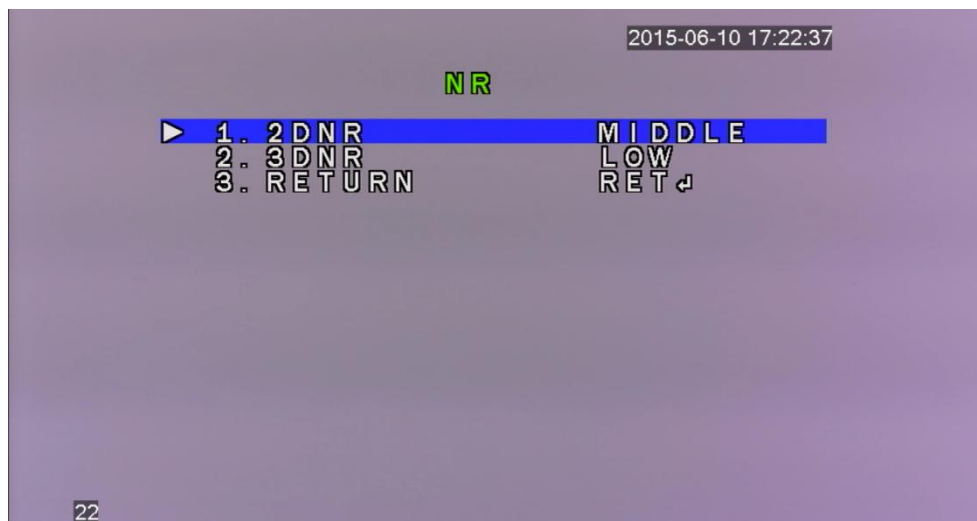 2015-06-10 17:22:37
NR
1. 2DNR MIDDLE
2. 3DNR LOW
3. RETURN RET↲
22